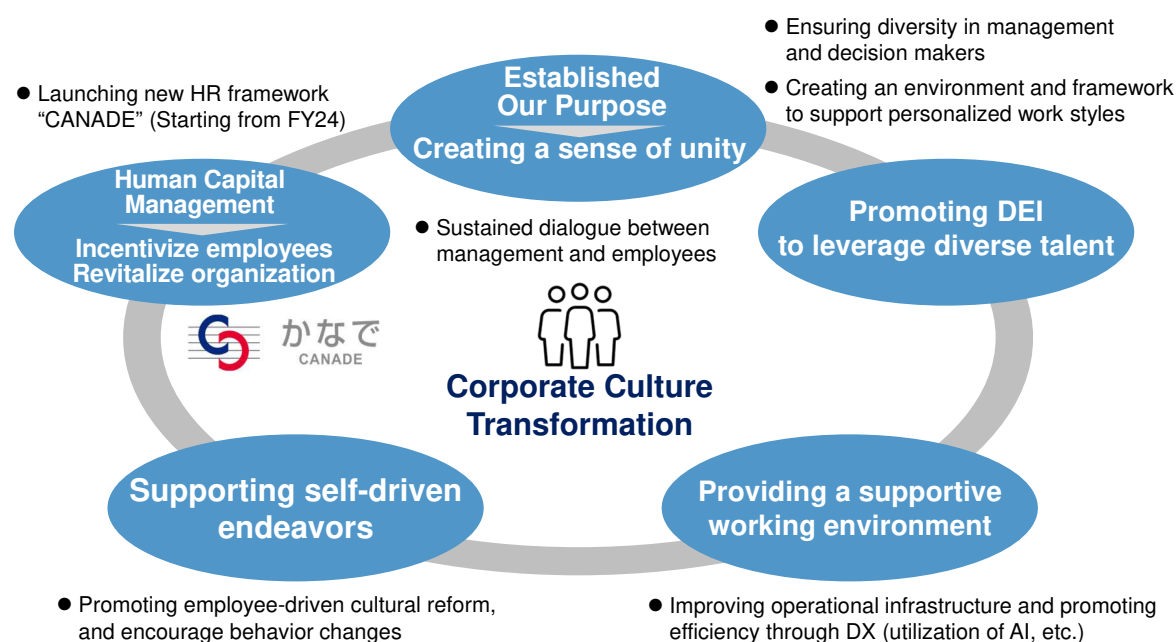 ● Ensuring diversity in management
and decision makers
● Creating an environment and framework
to support personalized work styles
● Launching new HR framework
“CANADE” (Starting from FY24)
Established
Our Purpose
Creating a sense of unity
Human Capital
Management
Incentivize employees
Revitalize organization
● Sustained dialogue between
management and employees
Promoting DEI
to leverage diverse talent
かなで
CANADE
Corporate Culture
Transformation
Supporting self-driven
endeavors
Providing a supportive
working environment
● Promoting employee-driven cultural reform,
and encourage behavior changes
● Improving operational infrastructure and promoting
efficiency through DX (utilization of AI, etc.)